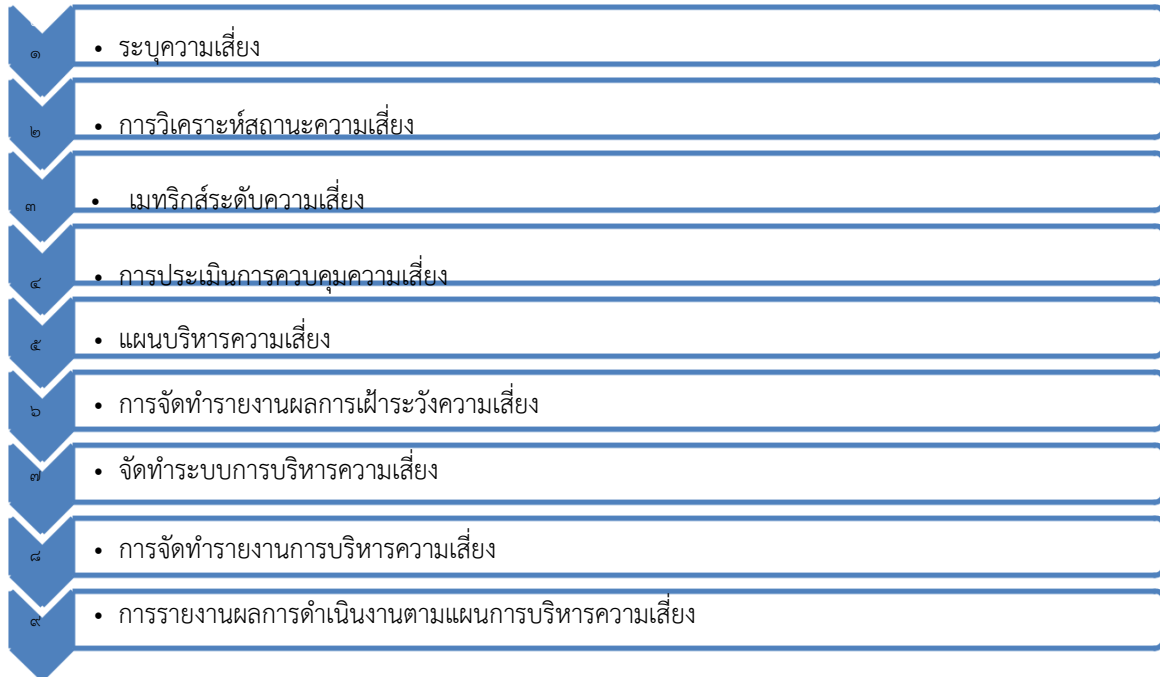 ๑ • ระบุความเสี่ยง
๒ • การวิเคราะห์สถานะความเสี่ยง
๓ • เมทริกส์ระดับความเสี่ยง
๔ • การประเมินการควบคุมความเสี่ยง
๕ • แผนบริหารความเสี่ยง
๖ • การจัดทำรายงานผลการเฝ้าระวังความเสี่ยง
๗ • จัดทำระบบการบริหารความเสี่ยง
๘ • การจัดทำรายงานการบริหารความเสี่ยง
๙ • การรายงานผลการดำเนินงานตามแผนการบริหารความเสี่ยง